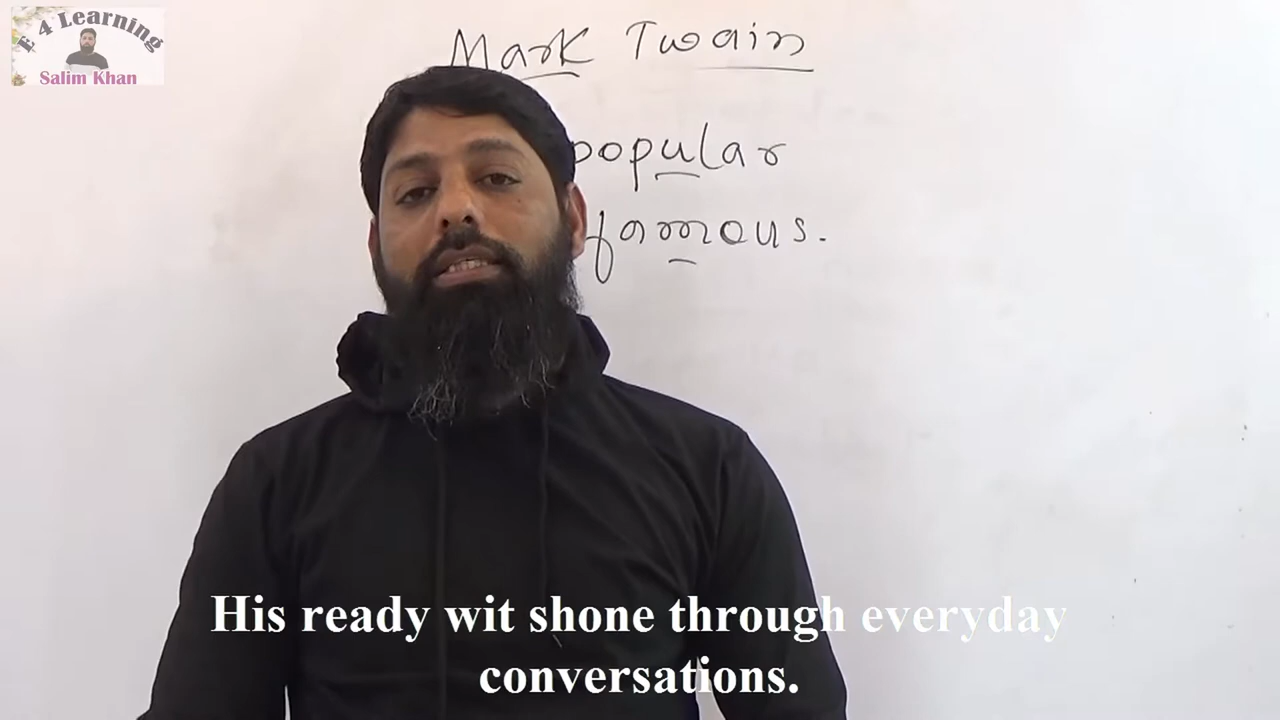 E 4 Learning
Salim Khan
Mark Twain
popular
famous.
His ready wit shone through everyday
conversations.